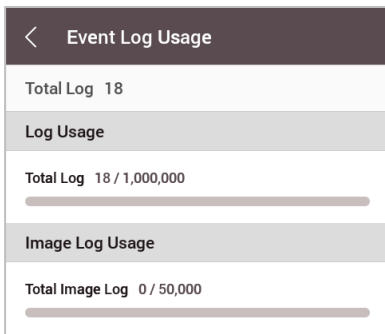 Event Log Usage
Total Log 18
Log Usage
Total Log 18 / 1,000,000
Image Log Usage
Total Image Log 0 / 50,000